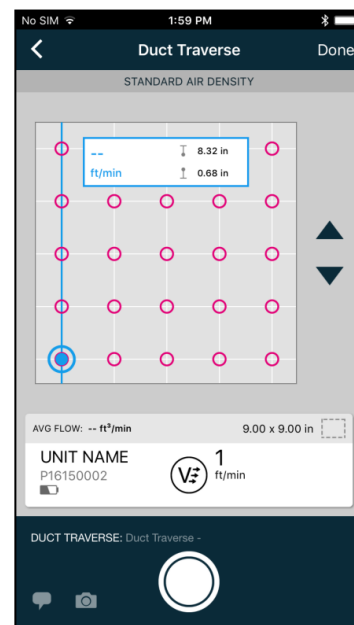 No SIM 1:59 PM
Duct Traverse Done
STANDARD AIR DENSITY
-- 8.32 in
ft/min 0.68 in
AVG FLOW: -- ft³/min 9.00 x 9.00 in
UNIT NAME 1
P16150002 V ft/min
DUCT TRAVERSE: Duct Traverse -